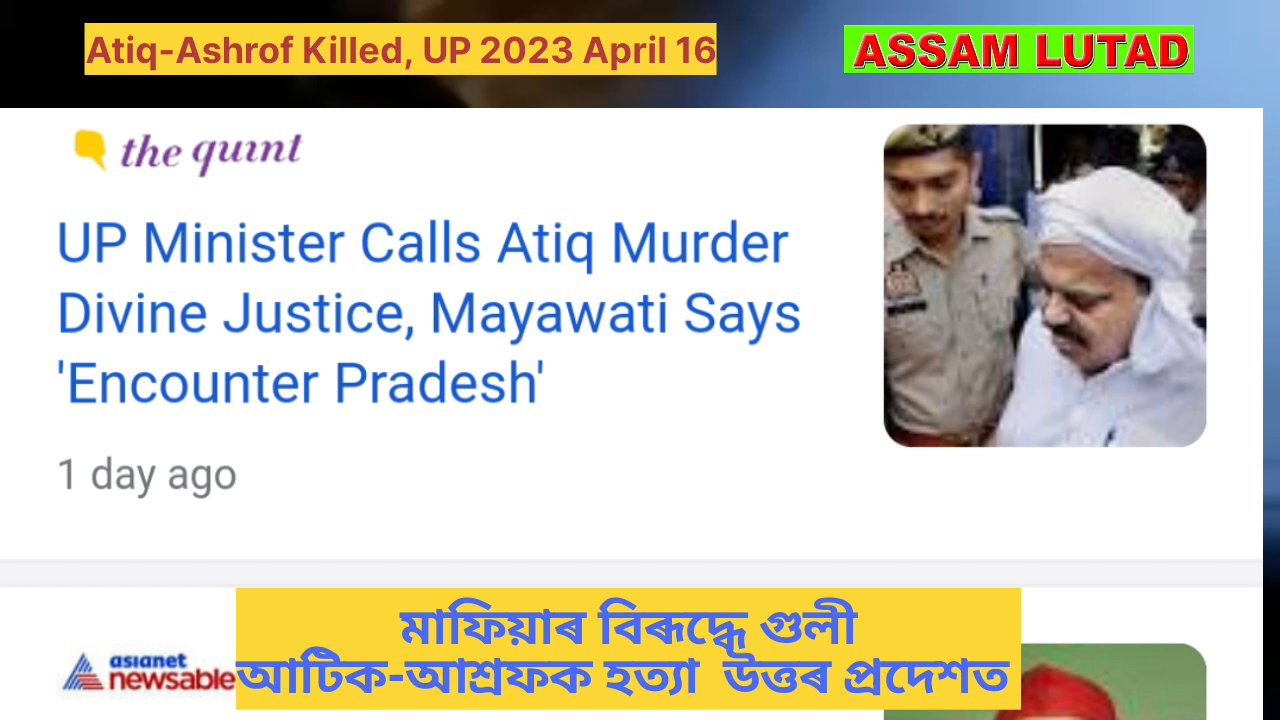 Atiq-Ashrof Killed, UP 2023 April 16
ASSAM LUTAD
the quint
UP Minister Calls Atiq Murder
Divine Justice, Mayawati Says
'Encounter Pradesh'
1 day ago
মাফিয়াৰ বিৰূদ্ধে গুলী
asianet
newsable
আটিক-আশ্ৰফক হত্যা উত্তৰ প্ৰদেশত